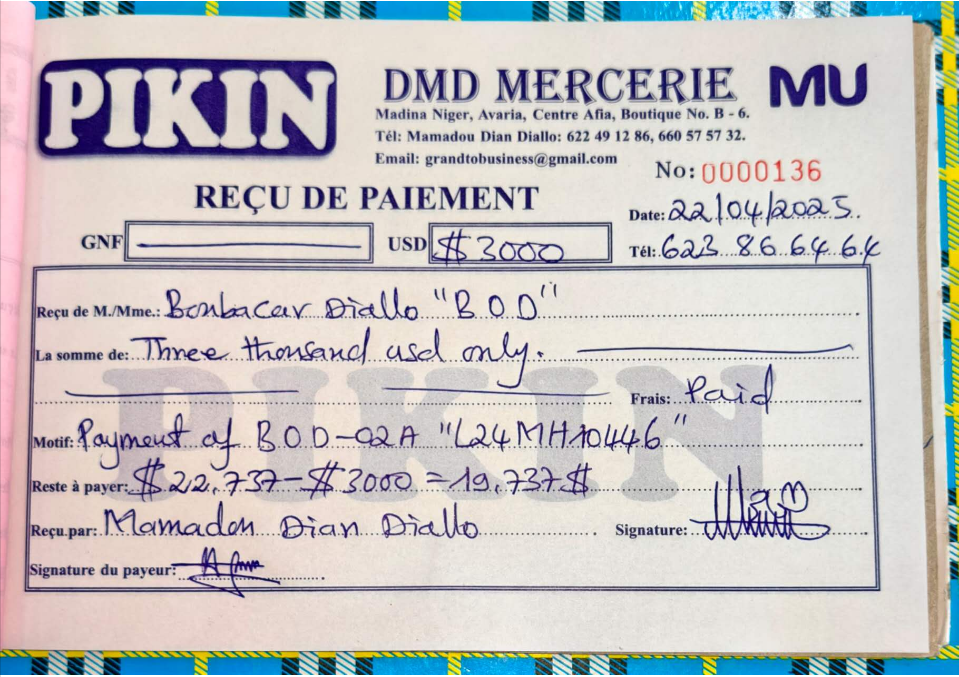 PIKIN
DMD MERCERIE
MU
Madina Niger, Avaria, Centre Afia, Boutique No. B - 6.
Tél: Mamadou Dian Diallo: 622 49 12 86, 660 57 57 32.
Email: grandtobusiness@gmail.com
No: 0000136
REÇU DE PAIEMENT
Date: 22/04/2025.
GNF
USD $3000
Tél: 623 86 64 64
Reçu de M./Mme.: Boubacar Diallo "B O D"
La somme de: Three thousand usd only.
Frais: Paid
PIKIN
Motif: Payment of B.O.D-02A "L24MH10446"
Reste à payer: $22,737-$3000 = 19,737$
Reçu par: Mamadou Dian Diallo
Signature:
Signature du payeur: